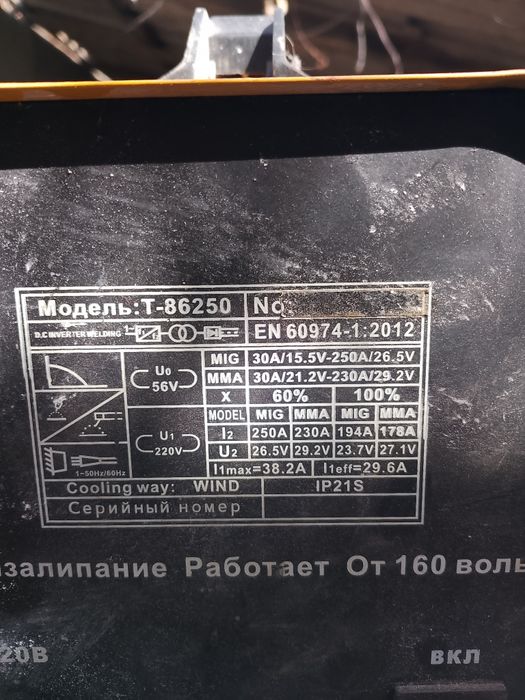 Модель:Т-86250 No
D.C INVERTER WELDING: EN 60974-1:2012
MIG 30A/15.5V-250A/26.5V
U0 56V MMA 30A/21.2V-230A/29.2V
X 60% 100%
MODEL MIG MMA MIG MMA
U1 220V I2 250A 230A 194A 178A
U2 26.5V 29.2V 23.7V 27.1V
1~50Hz/60Hz I1max=38.2A I1eff=29.6A
Cooling way: WIND IP21S
Серийный номер
залипание Работает От 160 воль
20В ВКЛ